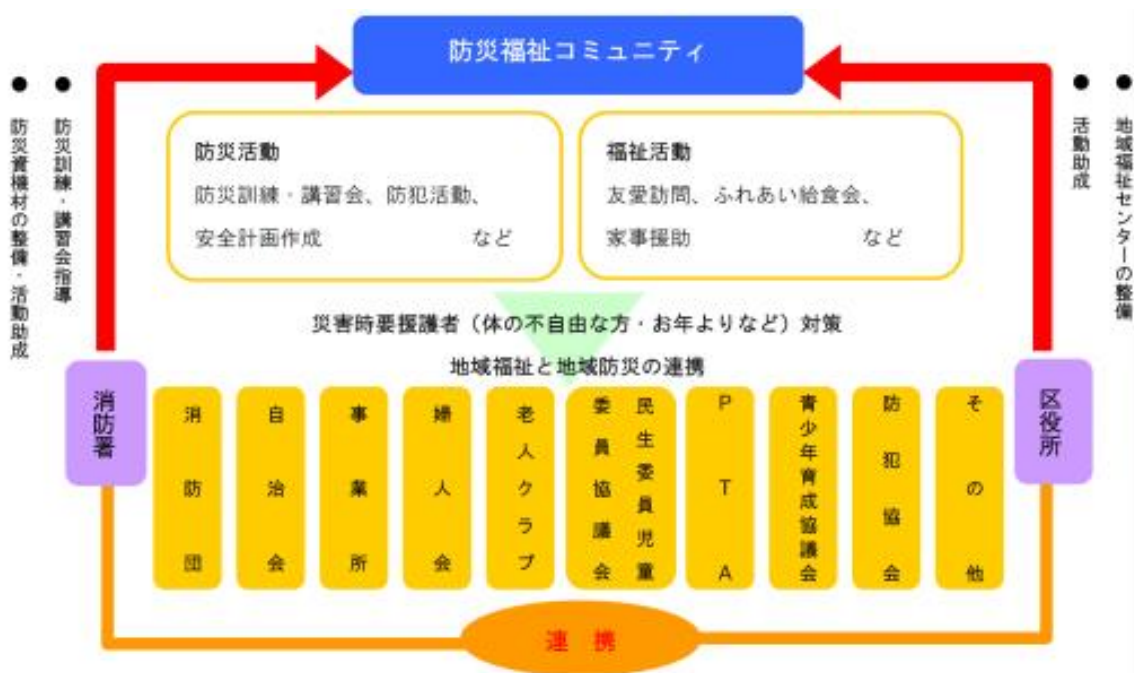 防災福祉コミュニティ
● 防災訓練・講習会指導
● 防災資機材の整備・活動助成
● 地域福祉センターの整備
● 活動助成
防災活動
防災訓練・講習会、防犯活動、
安全計画作成 など
福祉活動
友愛訪問、ふれあい給食会、
家事援助 など
災害時要援護者（体の不自由な方・お年よりなど）対策
地域福祉と地域防災の連携
消防署
消防団
自治会
事業所
婦人会
老人クラブ
民生委員児童
委員協議会
PTA
青少年育成協議会
防犯協会
その他
区役所
連携